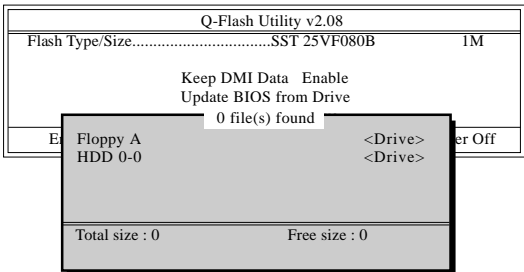 Q-Flash Utility v2.08
Flash Type/Size.................................SST 25VF080B 1M
Keep DMI Data Enable
Update BIOS from Drive
0 file(s) found
Floppy A <Drive>
HDD 0-0 <Drive>
Total size : 0 Free size : 0
Off